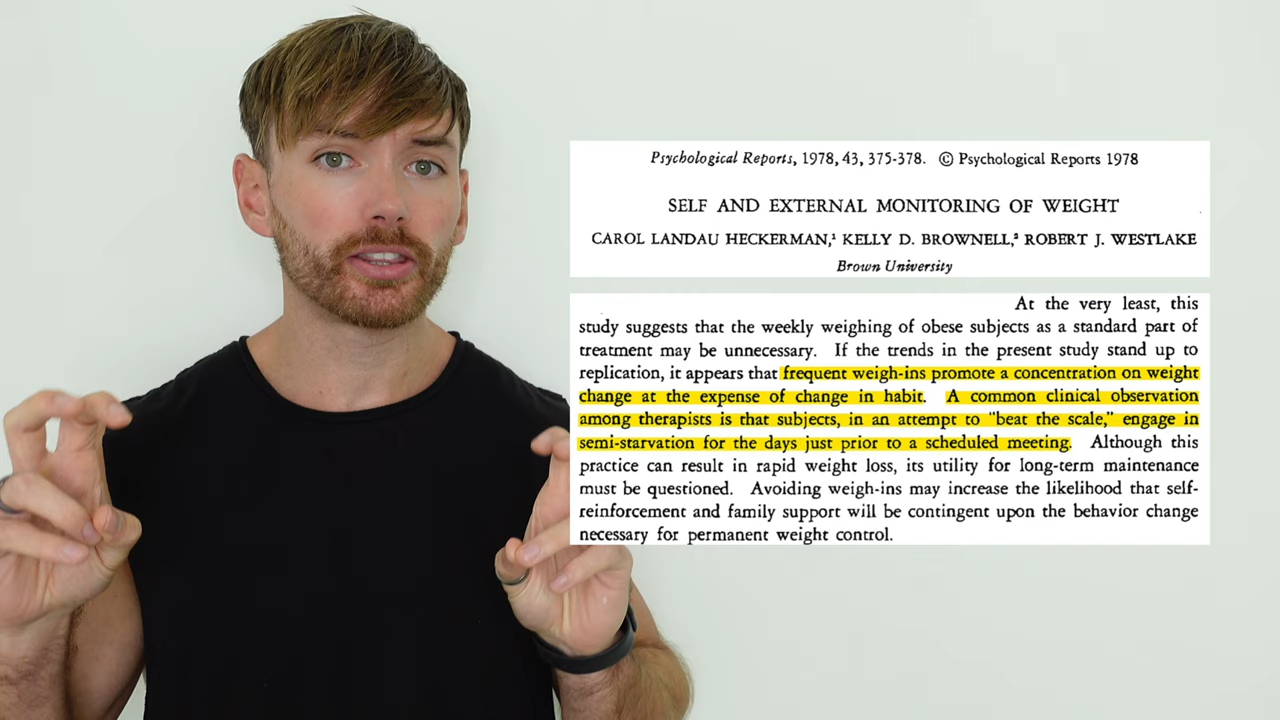 Psychological Reports, 1978, 43, 375-378. © Psychological Reports 1978
SELF AND EXTERNAL MONITORING OF WEIGHT
CAROL LANDAU HECKERMAN,¹ KELLY D. BROWNELL,² ROBERT J. WESTLAKE
Brown University
At the very least, this
study suggests that the weekly weighing of obese subjects as a standard part of
treatment may be unnecessary. If the trends in the present study stand up to
replication, it appears that frequent weigh-ins promote a concentration on weight
change at the expense of change in habit. A common clinical observation
among therapists is that subjects, in an attempt to "beat the scale," engage in
semi-starvation for the days just prior to a scheduled meeting. Although this
practice can result in rapid weight loss, its utility for long-term maintenance
must be questioned. Avoiding weigh-ins may increase the likelihood that self-
reinforcement and family support will be contingent upon the behavior change
necessary for permanent weight control.